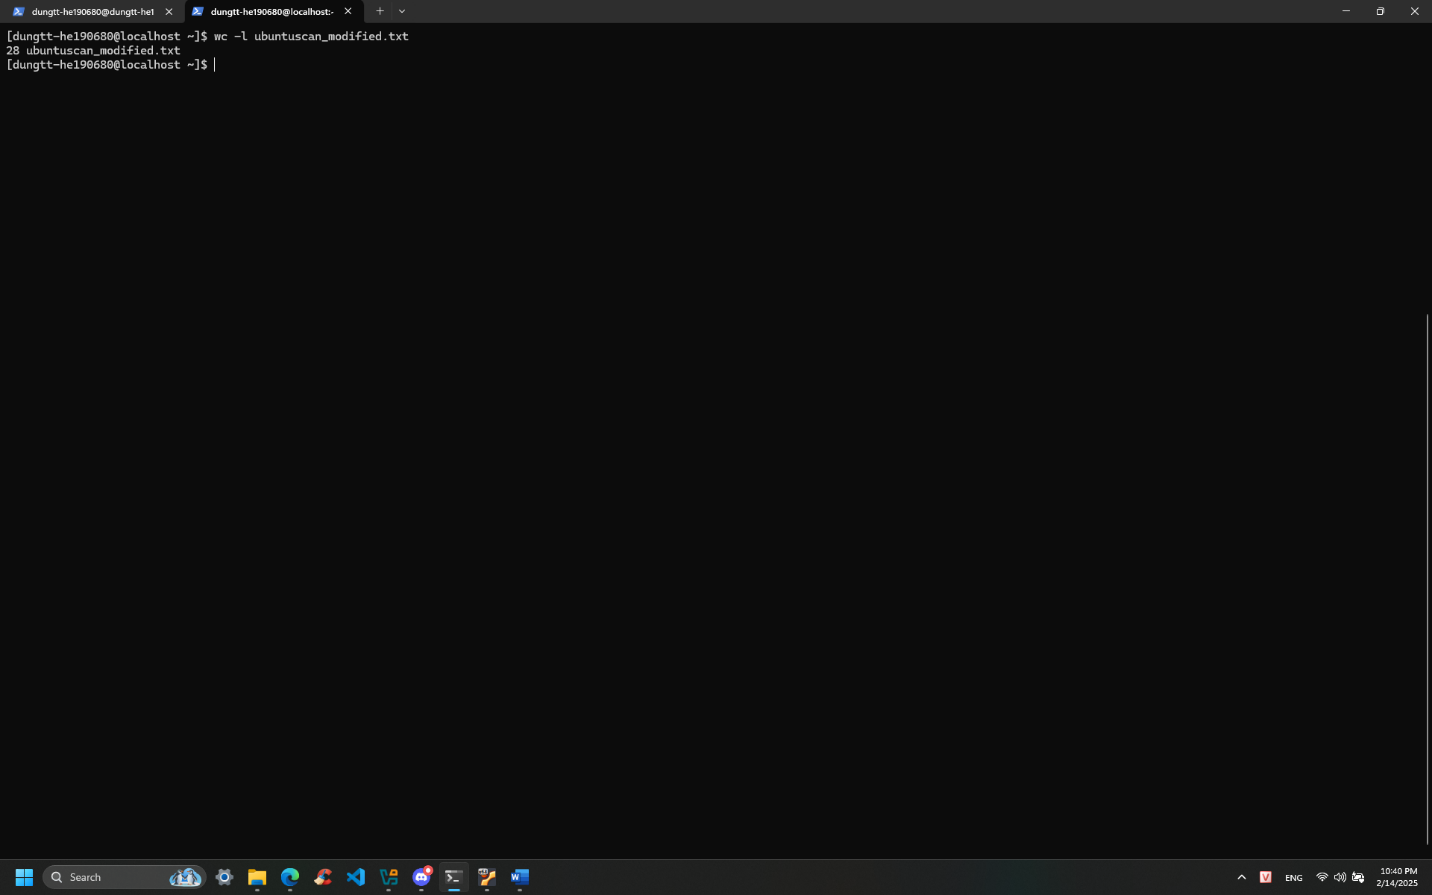 dungtt-he190680@dungtt-he1
dungtt-he190680@localhost:~
[dungtt-he190680@localhost ~]$ wc -l ubuntuscan_modified.txt
28 ubuntuscan_modified.txt
[dungtt-he190680@localhost ~]$
Search
V
ENG
10:40 PM
2/14/2025